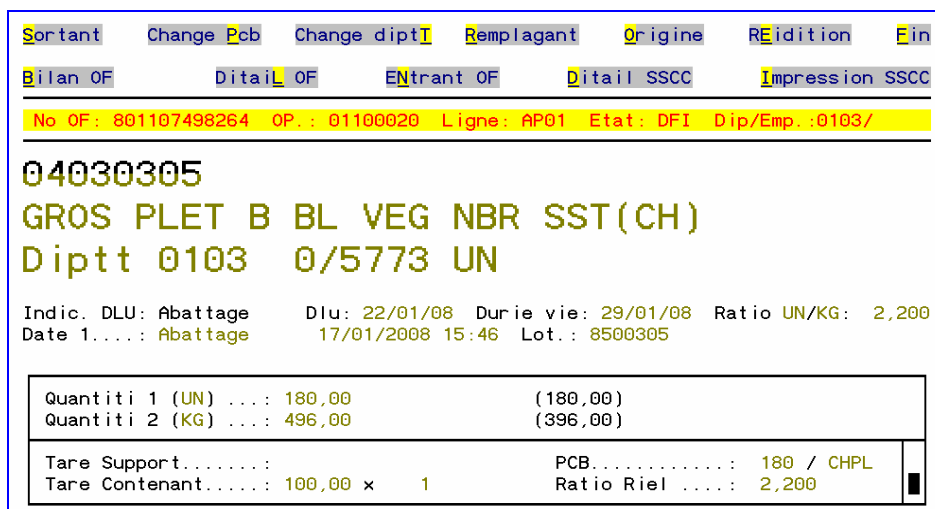 Sortant Change Pcb Change diptT Remplagant Origine REidition Fin
Bilan OF DitaiL OF ENtrant OF Ditail SSCC Impression SSCC
No OF: 801107498264 OP.: 01100020 Ligne: AP01 Etat: DFI Dip/Emp.:0103/
04030305
GROS PLET B BL VEG NBR SST(CH)
Diptt 0103 0/5773 UN
Indic. DLU: Abattage Dlu: 22/01/08 Durie vie: 29/01/08 Ratio UN/KG: 2,200
Date 1....: Abattage 17/01/2008 15:46 Lot.: 8500305
Quantiti 1 (UN) ...: 180,00 (180,00)
Quantiti 2 (KG) ...: 496,00 (396,00)
Tare Support.......: PCB.............: 180 / CHPL
Tare Contenant.....: 100,00 × 1 Ratio Riel ....: 2,200